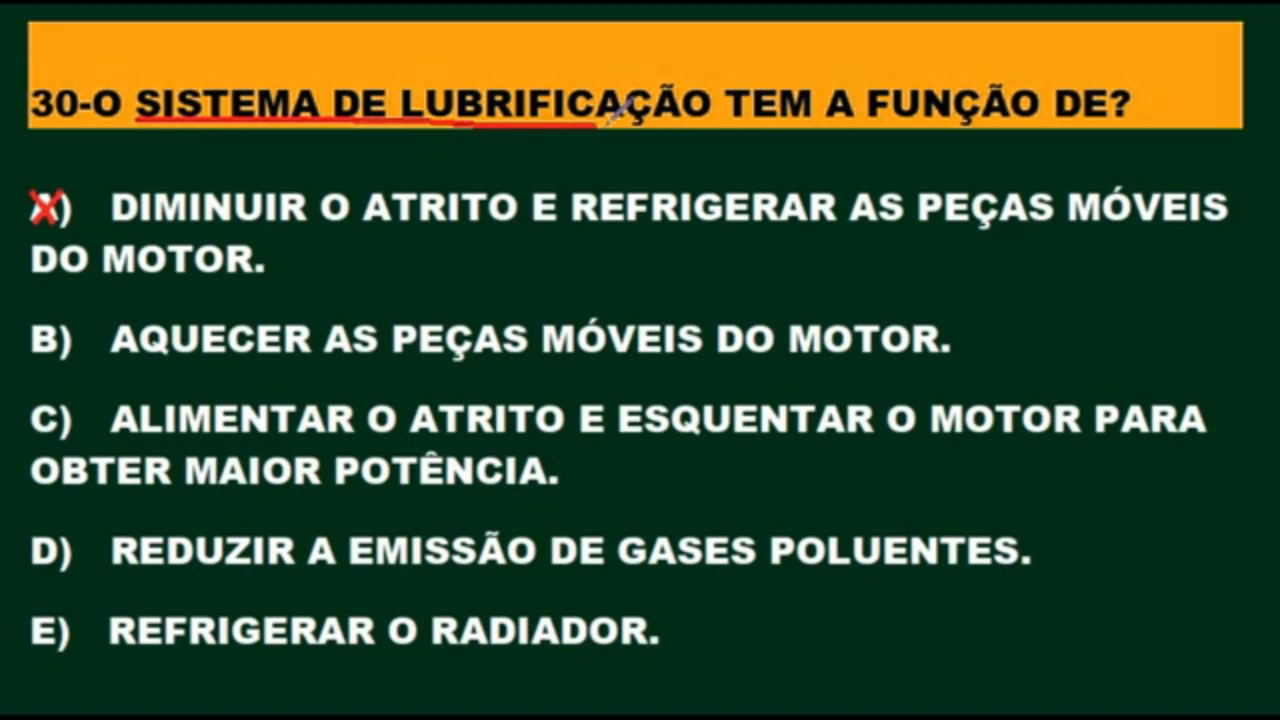 30-O SISTEMA DE LUBRIFICAÇÃO TEM A FUNÇÃO DE?
X) DIMINUIR O ATRITO E REFRIGERAR AS PEÇAS MÓVEIS
DO MOTOR.
B) AQUECER AS PEÇAS MÓVEIS DO MOTOR.
C) ALIMENTAR O ATRITO E ESQUENTAR O MOTOR PARA
OBTER MAIOR POTÊNCIA.
D) REDUZIR A EMISSÃO DE GASES POLUENTES.
E) REFRIGERAR O RADIADOR.